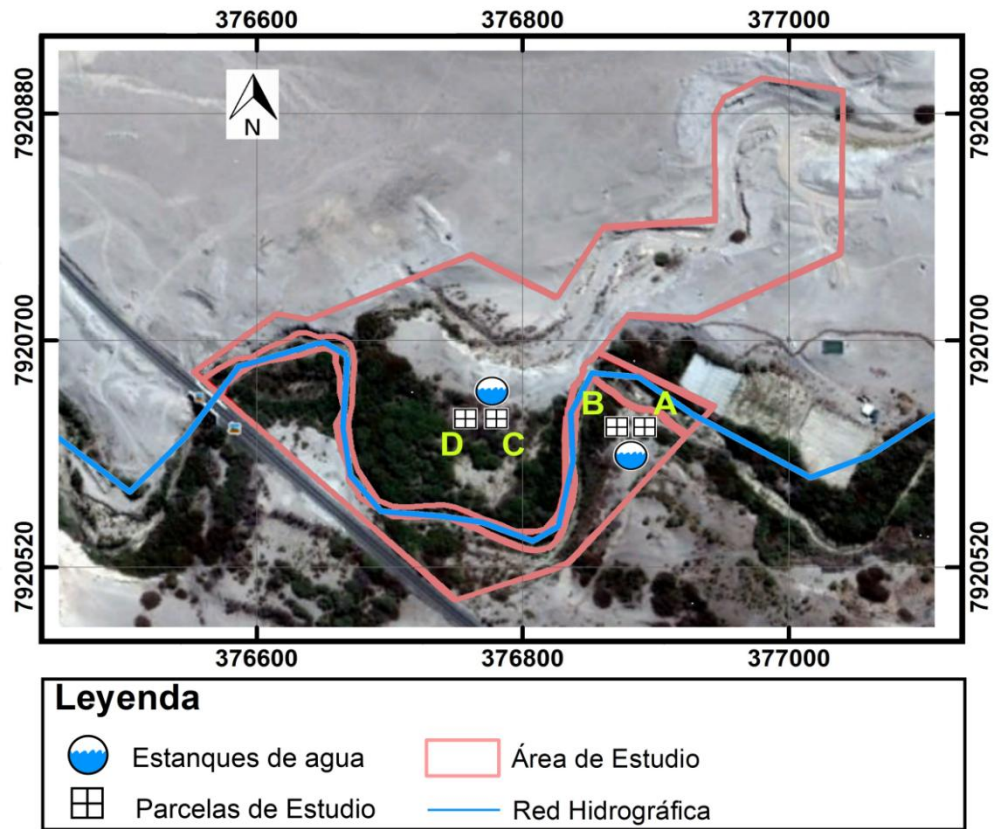 376600 376800 377000
7920880 7920880
N
7920700 7920700
B A
D C
7920520 7920520
376600 376800 377000
Leyenda
Estanques de agua Área de Estudio
Parcelas de Estudio Red Hidrográfica